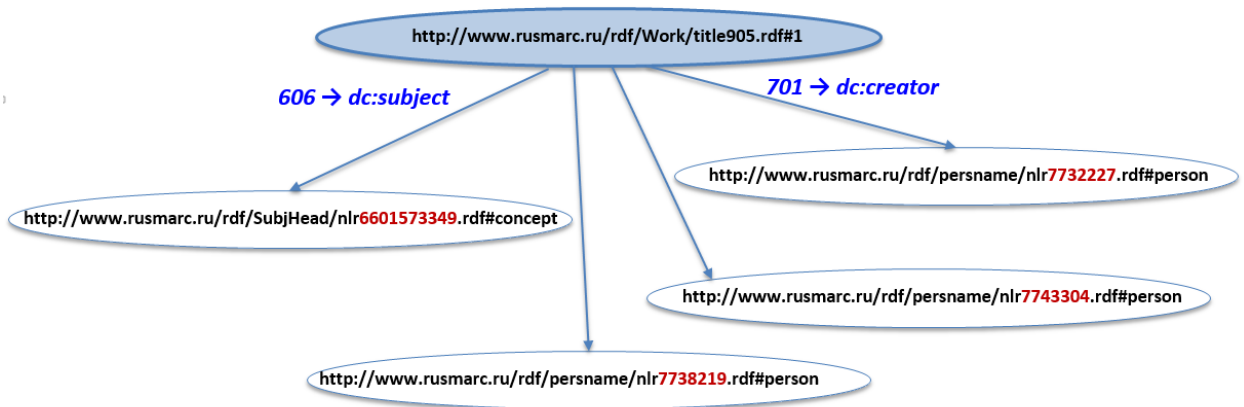 http://www.rusmarc.ru/rdf/Work/title905.rdf#1
606 → dc:subject
701 → dc:creator
http://www.rusmarc.ru/rdf/persname/nlr7732227.rdf#person
http://www.rusmarc.ru/rdf/SubjHead/nlr6601573349.rdf#concept
http://www.rusmarc.ru/rdf/persname/nlr7743304.rdf#person
http://www.rusmarc.ru/rdf/persname/nlr7738219.rdf#person